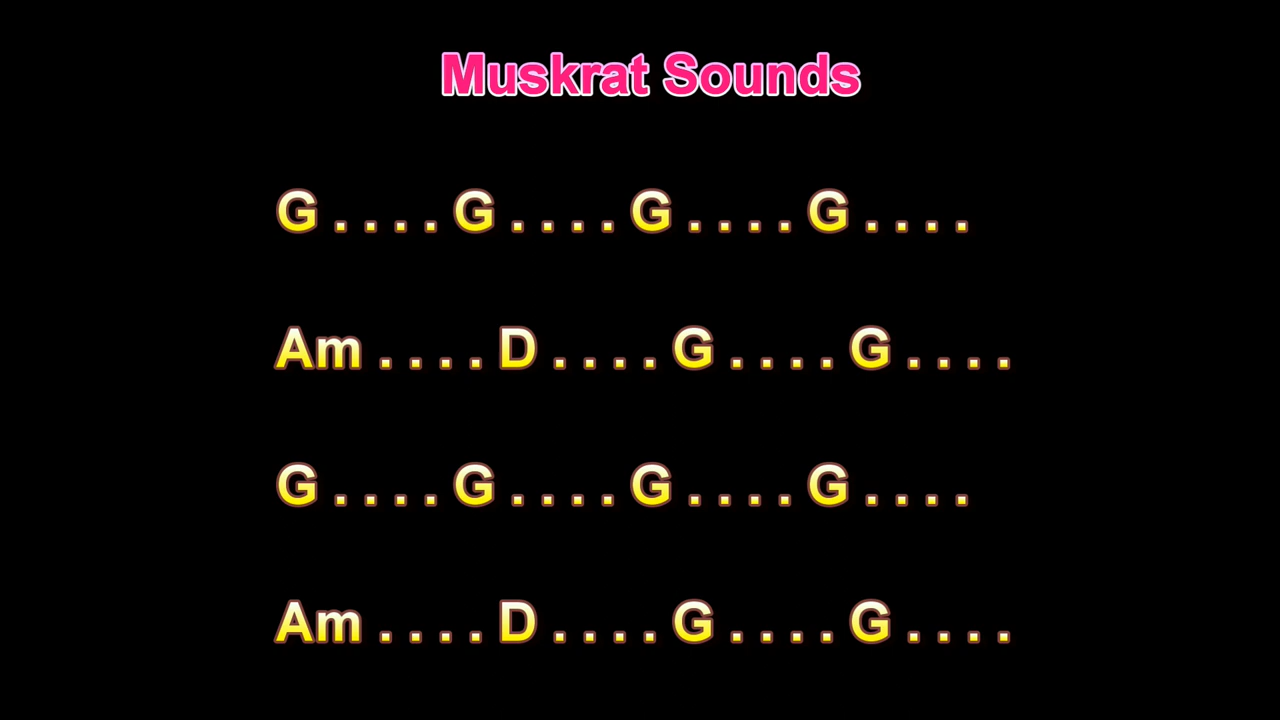 Muskrat Sounds
G . . . . G . . . . G . . . . G . . . .
Am . . . . D . . . . G . . . . G . . . .
G . . . . G . . . . G . . . . G . . . .
Am . . . . D . . . . G . . . . G . . . .